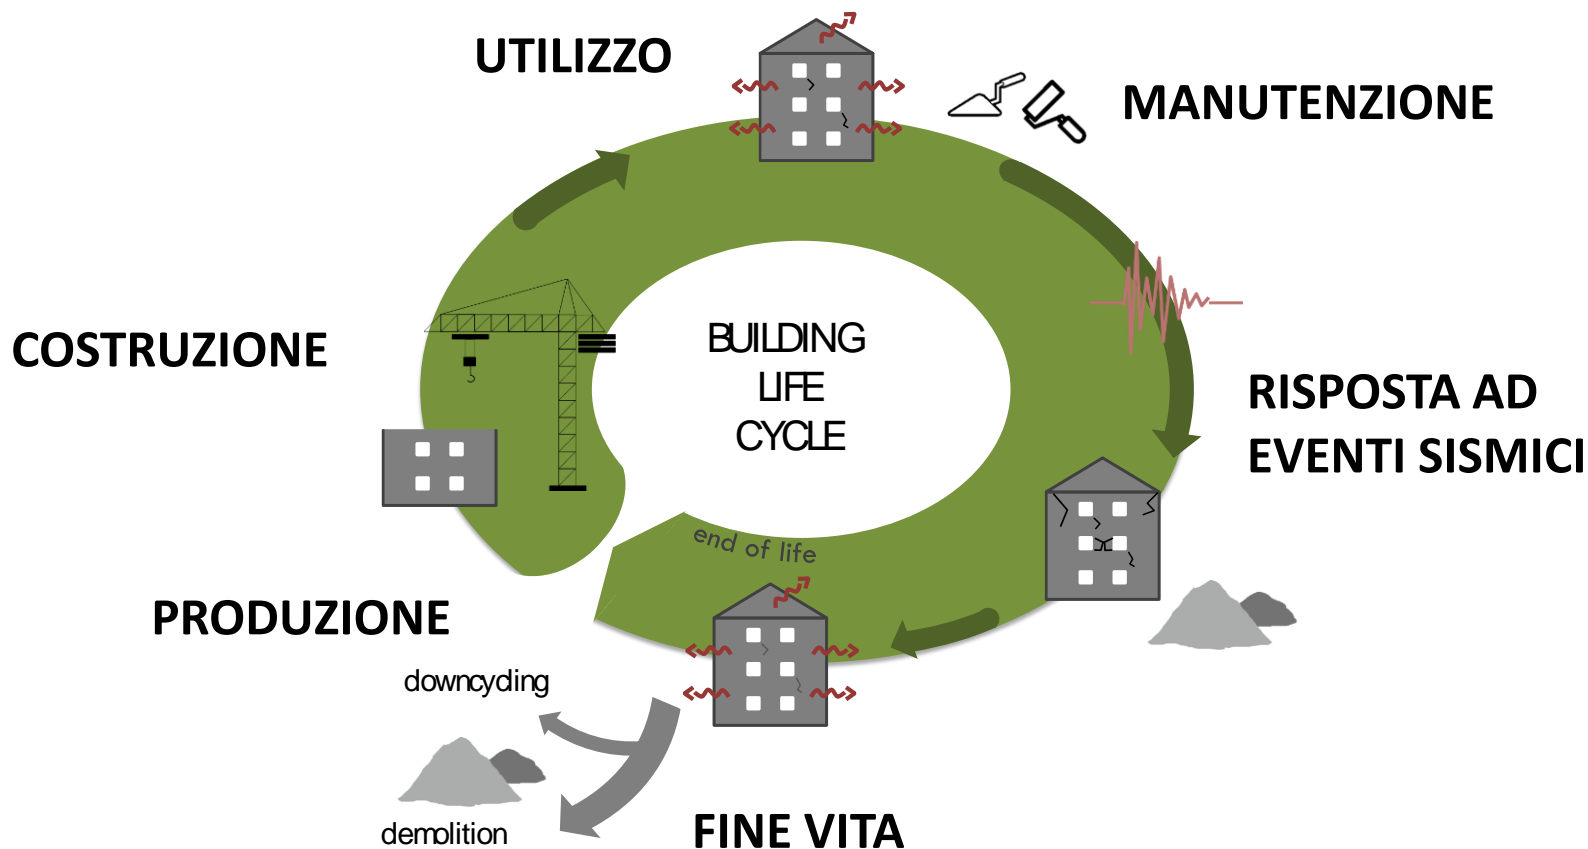 UTILIZZO
MANUTENZIONE
COSTRUZIONE
BUILDING
LIFE
CYCLE
RISPOSTA AD
EVENTI SISMICI
end of life
PRODUZIONE
downcycling
demolition
FINE VITA